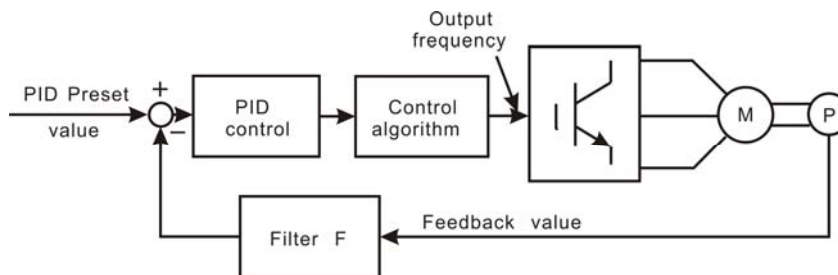 Output
frequency
PID Preset
value
+
−
PID
control
Control
algorithm
M
P
Filter F
Feedback value